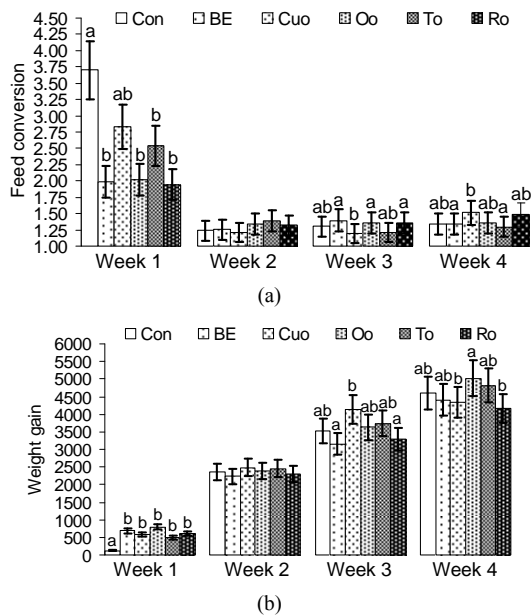 Con BE Cuo Oo To Ro
4.50
4.25
4.00
3.75
3.50
3.25
3.00
2.75
2.50
2.25
2.00
1.75
1.50
1.25
1.00
Feed conversion
a b ab b b b
ab a b a ab a
ab a b a a ab
Week 1 Week 2 Week 3 Week 4
(a)
Con BE Cuo Oo To Ro
6000
5500
5000
4500
4000
3500
3000
2500
2000
1500
1000
500
0
Weight gain
a b b b b b
ab a b ab ab a
ab ab b a ab b
Week 1 Week 2 Week 3 Week 4
(b)